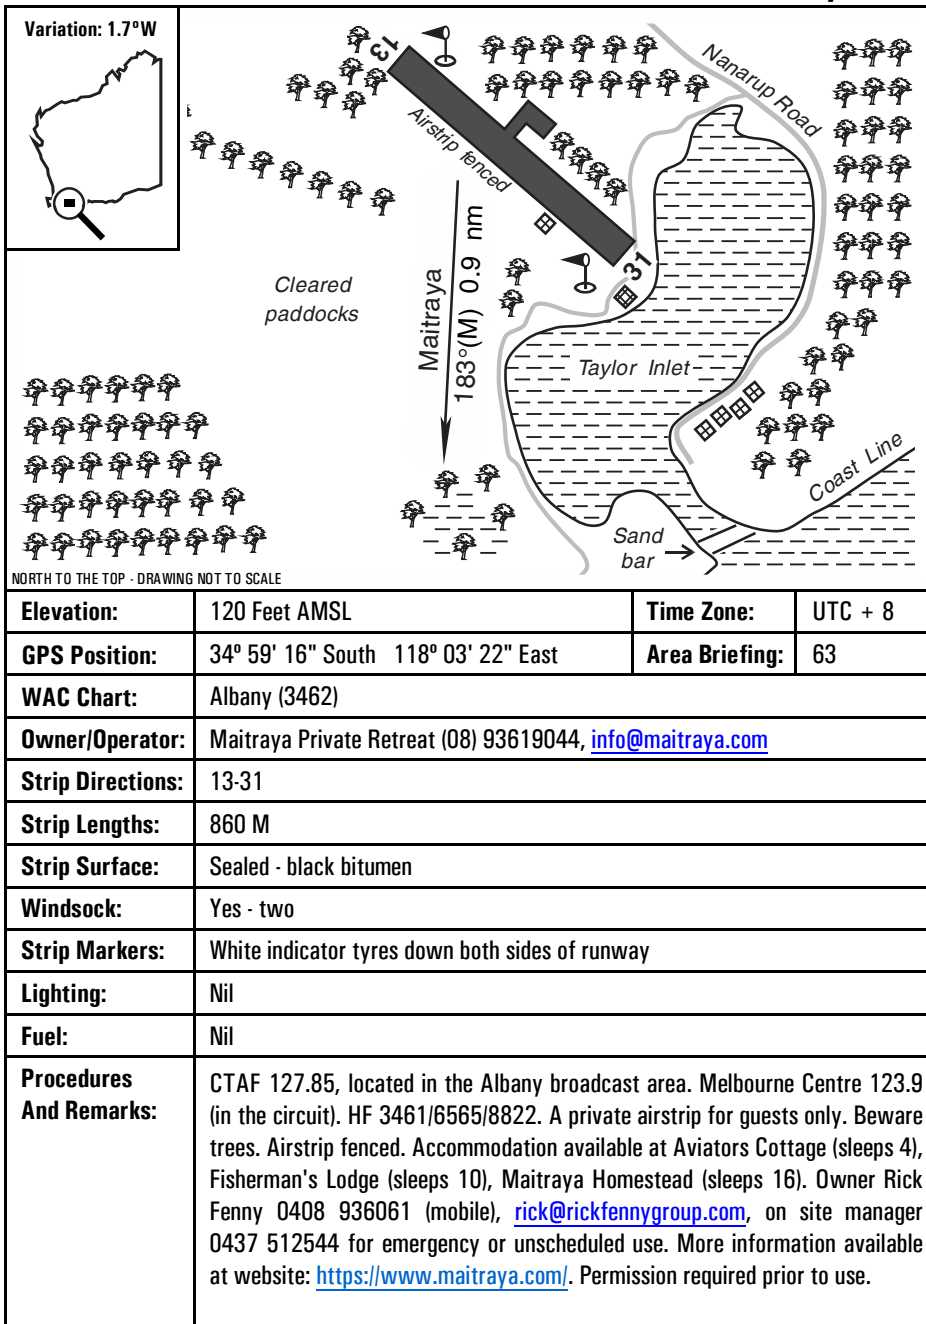 Variation: 1.7ºW
13
Nanarup Road
Airstrip fenced
31
Maitraya
183°(M) 0.9 nm
Cleared
paddocks
Taylor Inlet
Coast Line
Sand
bar
NORTH TO THE TOP - DRAWING NOT TO SCALE
Elevation: 120 Feet AMSL Time Zone: UTC + 8
GPS Position: 34º 59' 16" South 118º 03' 22" East Area Briefing: 63
WAC Chart: Albany (3462)
Owner/Operator: Maitraya Private Retreat (08) 93619044, info@maitraya.com
Strip Directions: 13-31
Strip Lengths: 860 M
Strip Surface: Sealed - black bitumen
Windsock: Yes - two
Strip Markers: White indicator tyres down both sides of runway
Lighting: Nil
Fuel: Nil
Procedures
And Remarks:
CTAF 127.85, located in the Albany broadcast area. Melbourne Centre 123.9
(in the circuit). HF 3461/6565/8822. A private airstrip for guests only. Beware
trees. Airstrip fenced. Accommodation available at Aviators Cottage (sleeps 4),
Fisherman's Lodge (sleeps 10), Maitraya Homestead (sleeps 16). Owner Rick
Fenny 0408 936061 (mobile), rick@rickfennygroup.com, on site manager
0437 512544 for emergency or unscheduled use. More information available
at website: https://www.maitraya.com/. Permission required prior to use.